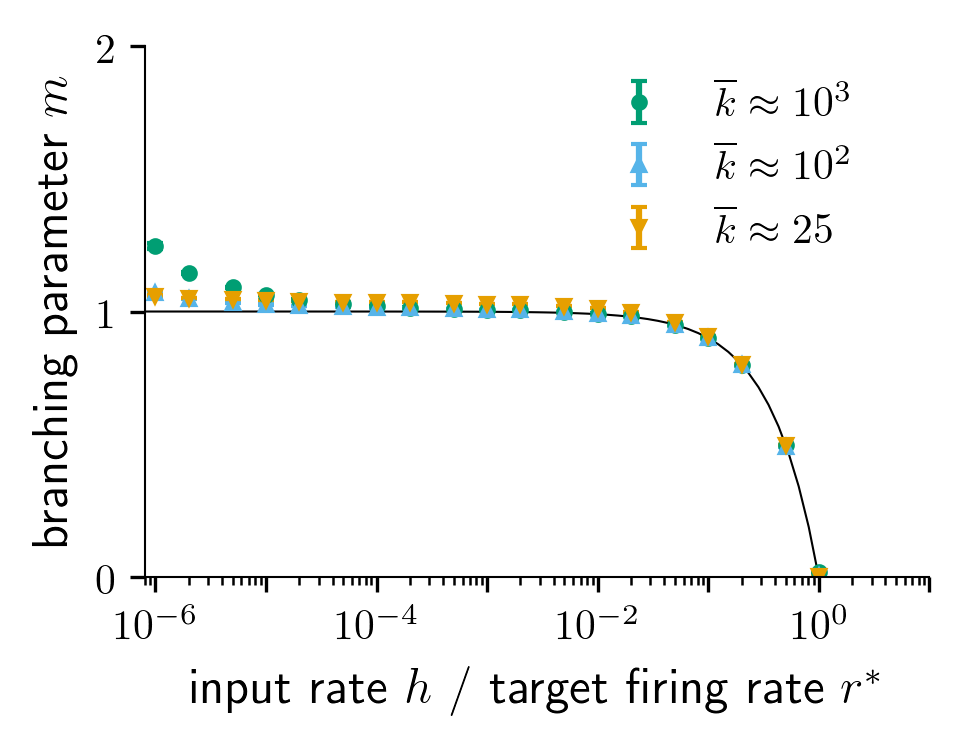 2
1
0
branching parameter m
k̅ ≈ 10³
k̅ ≈ 10²
k̅ ≈ 25
10⁻⁶ 10⁻⁴ 10⁻² 10⁰
input rate h / target firing rate r*